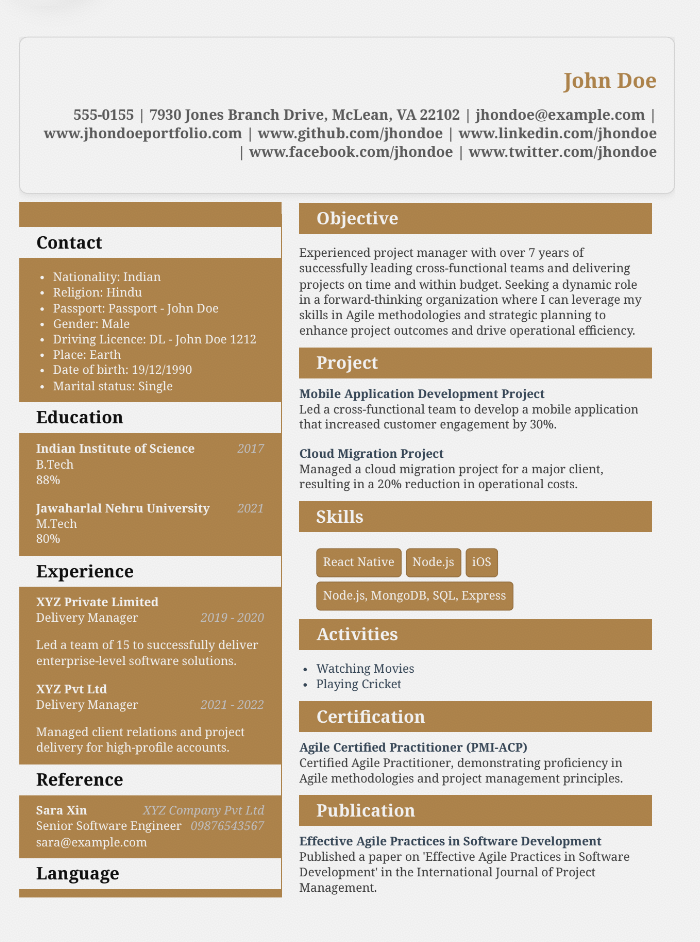 John Doe
555-0155 | 7930 Jones Branch Drive, McLean, VA 22102 | jhondoe@example.com |
www.jhondoeportfolio.com | www.github.com/jhondoe | www.linkedin.com/jhondoe
| www.facebook.com/jhondoe | www.twitter.com/jhondoe
Contact
• Nationality: Indian
• Religion: Hindu
• Passport: Passport - John Doe
• Gender: Male
• Driving Licence: DL - John Doe 1212
• Place: Earth
• Date of birth: 19/12/1990
• Marital status: Single
Education
Indian Institute of Science 2017
B.Tech
88%
Jawaharlal Nehru University 2021
M.Tech
80%
Experience
XYZ Private Limited
Delivery Manager 2019 - 2020
Led a team of 15 to successfully deliver
enterprise-level software solutions.
XYZ Pvt Ltd
Delivery Manager 2021 - 2022
Managed client relations and project
delivery for high-profile accounts.
Reference
Sara Xin XYZ Company Pvt Ltd
Senior Software Engineer 09876543567
sara@example.com
Language
Objective
Experienced project manager with over 7 years of
successfully leading cross-functional teams and delivering
projects on time and within budget. Seeking a dynamic role
in a forward-thinking organization where I can leverage my
skills in Agile methodologies and strategic planning to
enhance project outcomes and drive operational efficiency.
Project
Mobile Application Development Project
Led a cross-functional team to develop a mobile application
that increased customer engagement by 30%.
Cloud Migration Project
Managed a cloud migration project for a major client,
resulting in a 20% reduction in operational costs.
Skills
React Native Node.js iOS
Node.js, MongoDB, SQL, Express
Activities
• Watching Movies
• Playing Cricket
Certification
Agile Certified Practitioner (PMI-ACP)
Certified Agile Practitioner, demonstrating proficiency in
Agile methodologies and project management principles.
Publication
Effective Agile Practices in Software Development
Published a paper on 'Effective Agile Practices in Software
Development' in the International Journal of Project
Management.